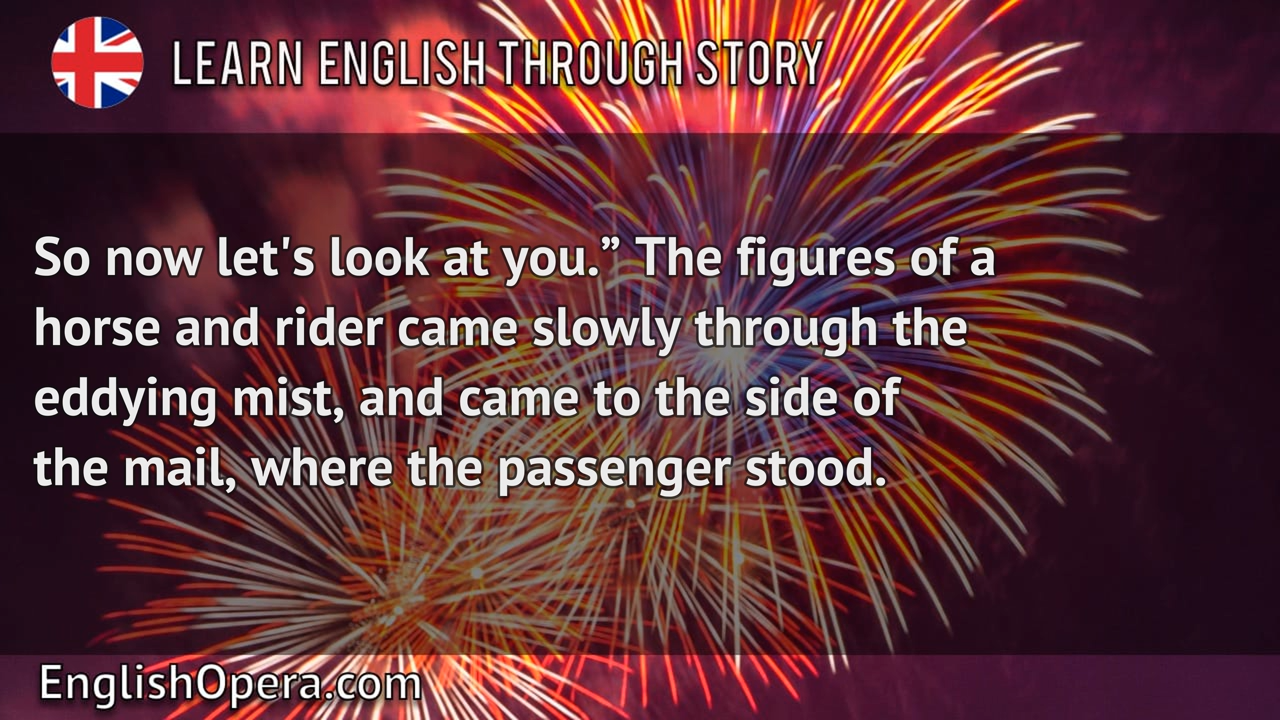 LEARN ENGLISH THROUGH STORY
So now let's look at you.” The figures of a
horse and rider came slowly through the
eddying mist, and came to the side of
the mail, where the passenger stood.
EnglishOpera.com